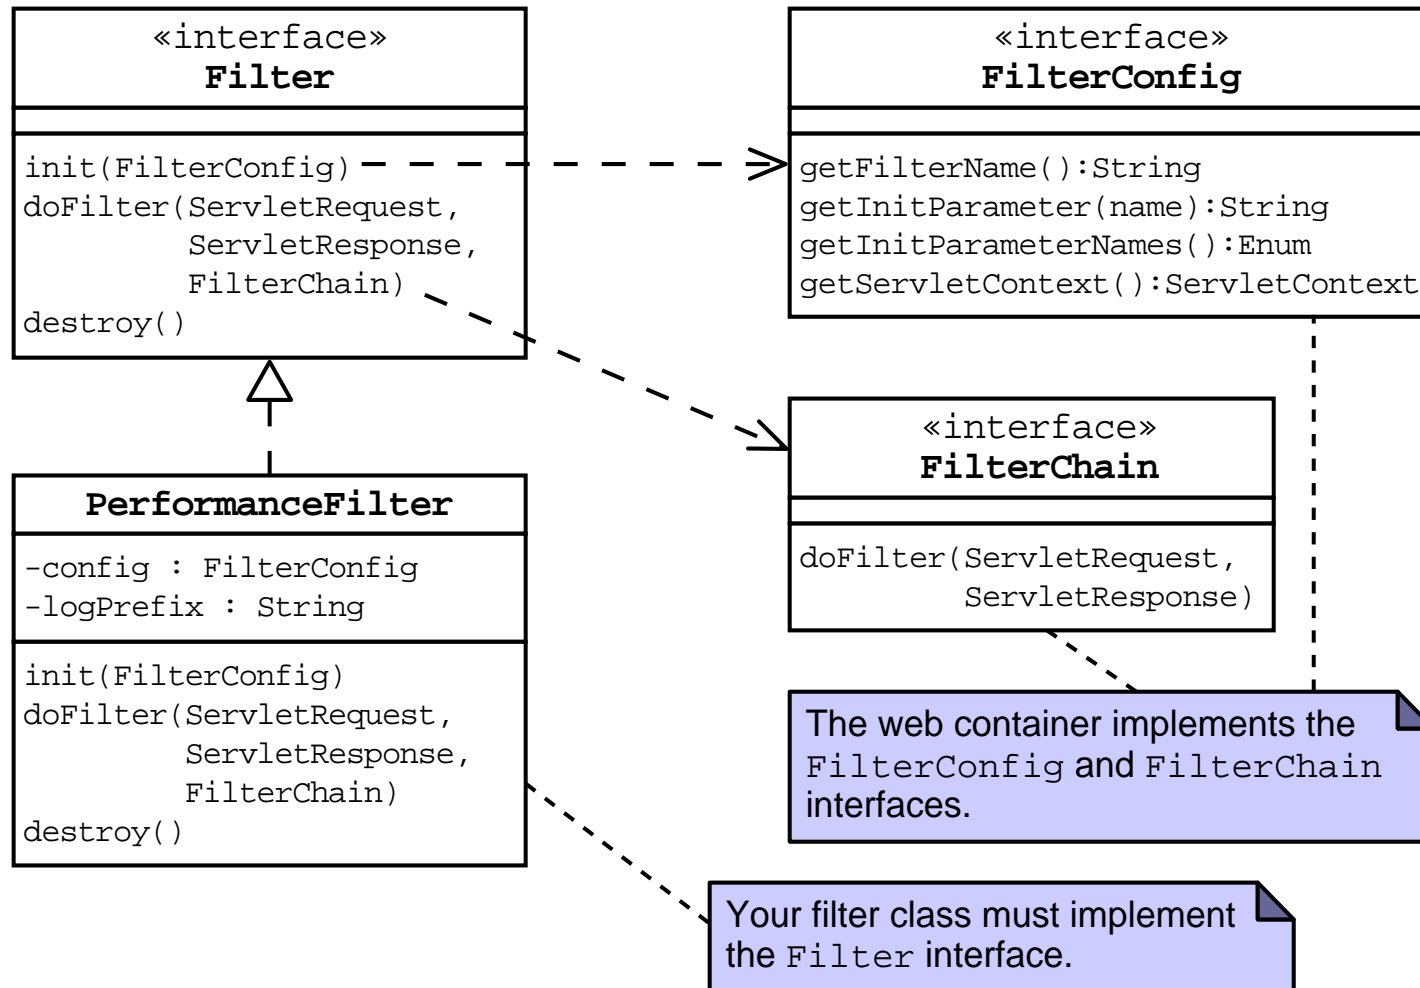 «interface»
Filter
init(FilterConfig)
doFilter(ServletRequest,
ServletResponse,
FilterChain)
destroy()
«interface»
FilterConfig
getFilterName():String
getInitParameter(name):String
getInitParameterNames():Enum
getServletContext():ServletContext
«interface»
FilterChain
doFilter(ServletRequest,
ServletResponse)
PerformanceFilter
-config : FilterConfig
-logPrefix : String
init(FilterConfig)
doFilter(ServletRequest,
ServletResponse,
FilterChain)
destroy()
The web container implements the
FilterConfig and FilterChain
interfaces.
Your filter class must implement
the Filter interface.